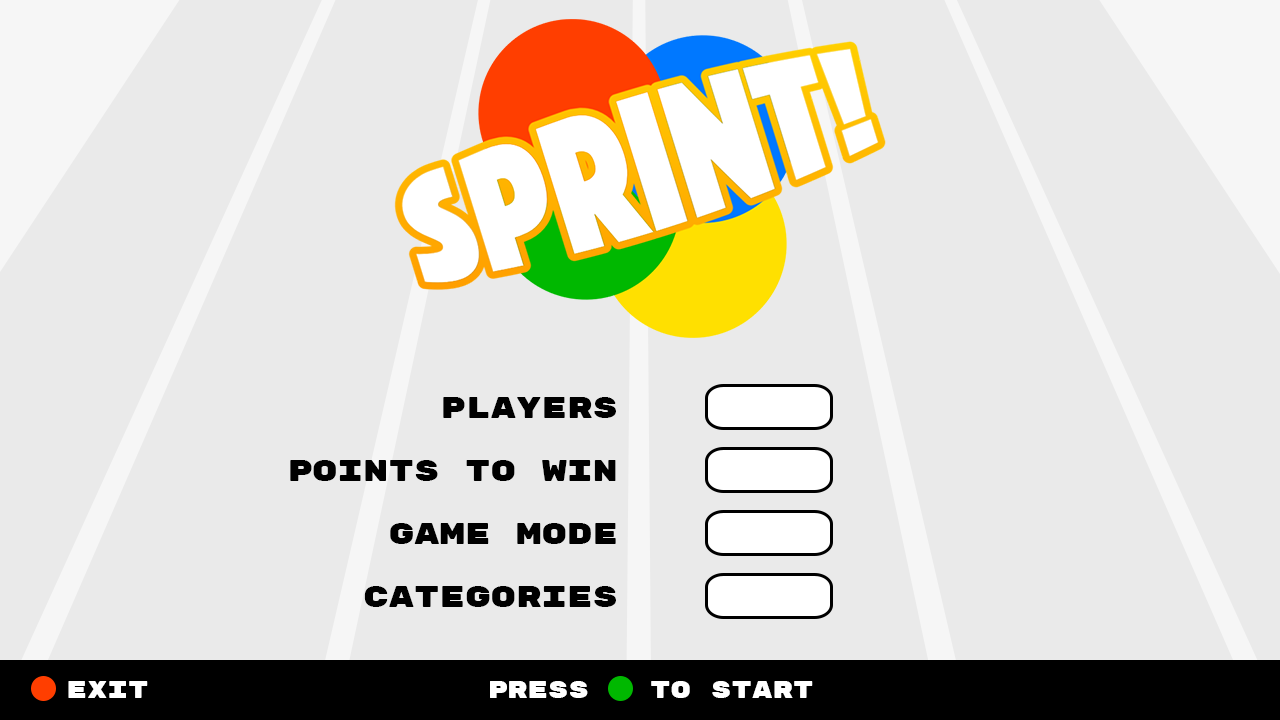 SPRINT!
PLAYERS
POINTS TO WIN
GAME MODE
CATEGORIES
EXIT
PRESS TO START